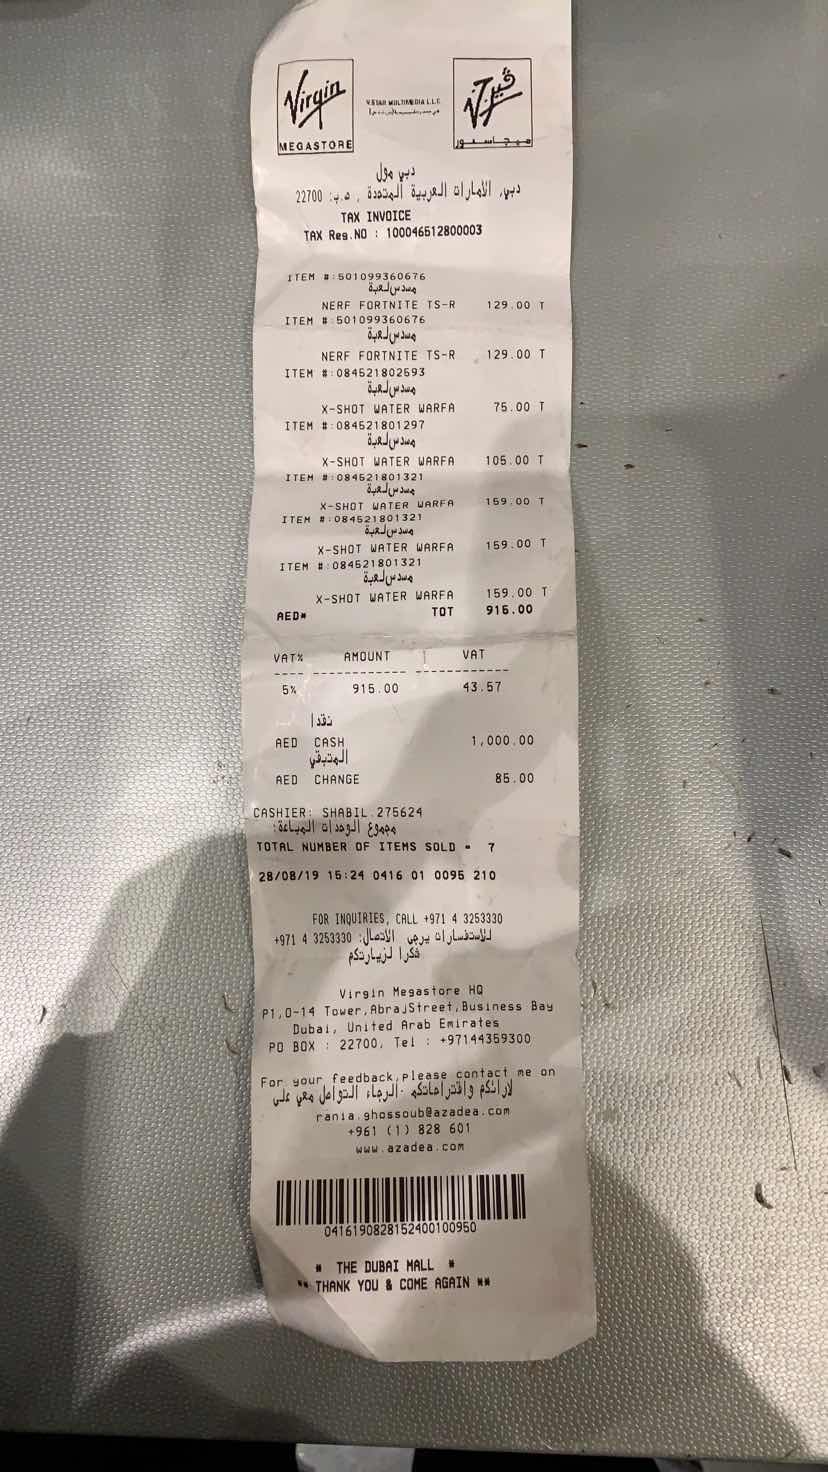 Virgin
MEGASTORE
V.STAR MULTIMEDIA L.L.C
ڤيرجن
ميجاستور
دبي مول
دبي، الأمارات العربية المتحدة , ص.ب: 22700
TAX INVOICE
TAX Reg.NO : 100046512800003
ITEM #:501099360676
مسدس لعبة
NERF FORTNITE TS-R 129.00 T
ITEM #:501099360676
مسدس لعبة
NERF FORTNITE TS-R 129.00 T
ITEM #:084521802593
مسدس لعبة
X-SHOT WATER WARFA 75.00 T
ITEM #:084521801297
مسدس لعبة
X-SHOT WATER WARFA 105.00 T
ITEM #:084521801321
مسدس لعبة
X-SHOT WATER WARFA 159.00 T
ITEM #:084521801321
مسدس لعبة
X-SHOT WATER WARFA 159.00 T
ITEM #:084521801321
مسدس لعبة
X-SHOT WATER WARFA 159.00 T
AED* TOT 915.00
VAT% AMOUNT VAT
5% 915.00 43.57
نقدا
AED CASH 1,000.00
المتبقي
AED CHANGE 85.00
CASHIER: SHABIL.275624
مجموع الوحدات المباعة:
TOTAL NUMBER OF ITEMS SOLD = 7
28/08/19 15:24 0416 01 0095 210
FOR INQUIRIES, CALL +971 4 3253330
للأستفسارات يرجى الأتصال: 3253330 4 971+
شكرا لزيارتكم
Virgin Megastore HQ
P1,O-14 Tower,AbrajStreet,Business Bay
Dubai, United Arab Emirates
PO BOX : 22700, Tel : +97144359300
For your feedback,please contact me on
لارائكم واقتراحاتكم ،الرجاء التواصل معي على
rania.ghossoub@azadea.com
+961 (1) 828 601
www.azadea.com
0416190828152400100950
* THE DUBAI MALL *
** THANK YOU & COME AGAIN **